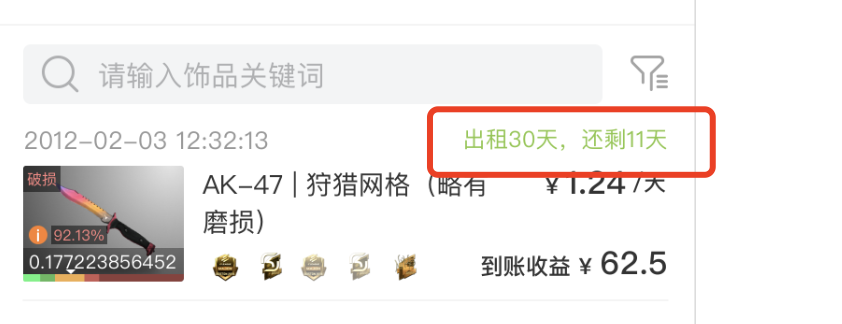 请输入饰品关键词
2012-02-03 12:32:13
出租30天，还剩11天
破损
AK-47 | 狩猎网格（略有
磨损）
¥ 1.24 /天
92.13%
0.177223856452
到账收益 ¥ 62.5